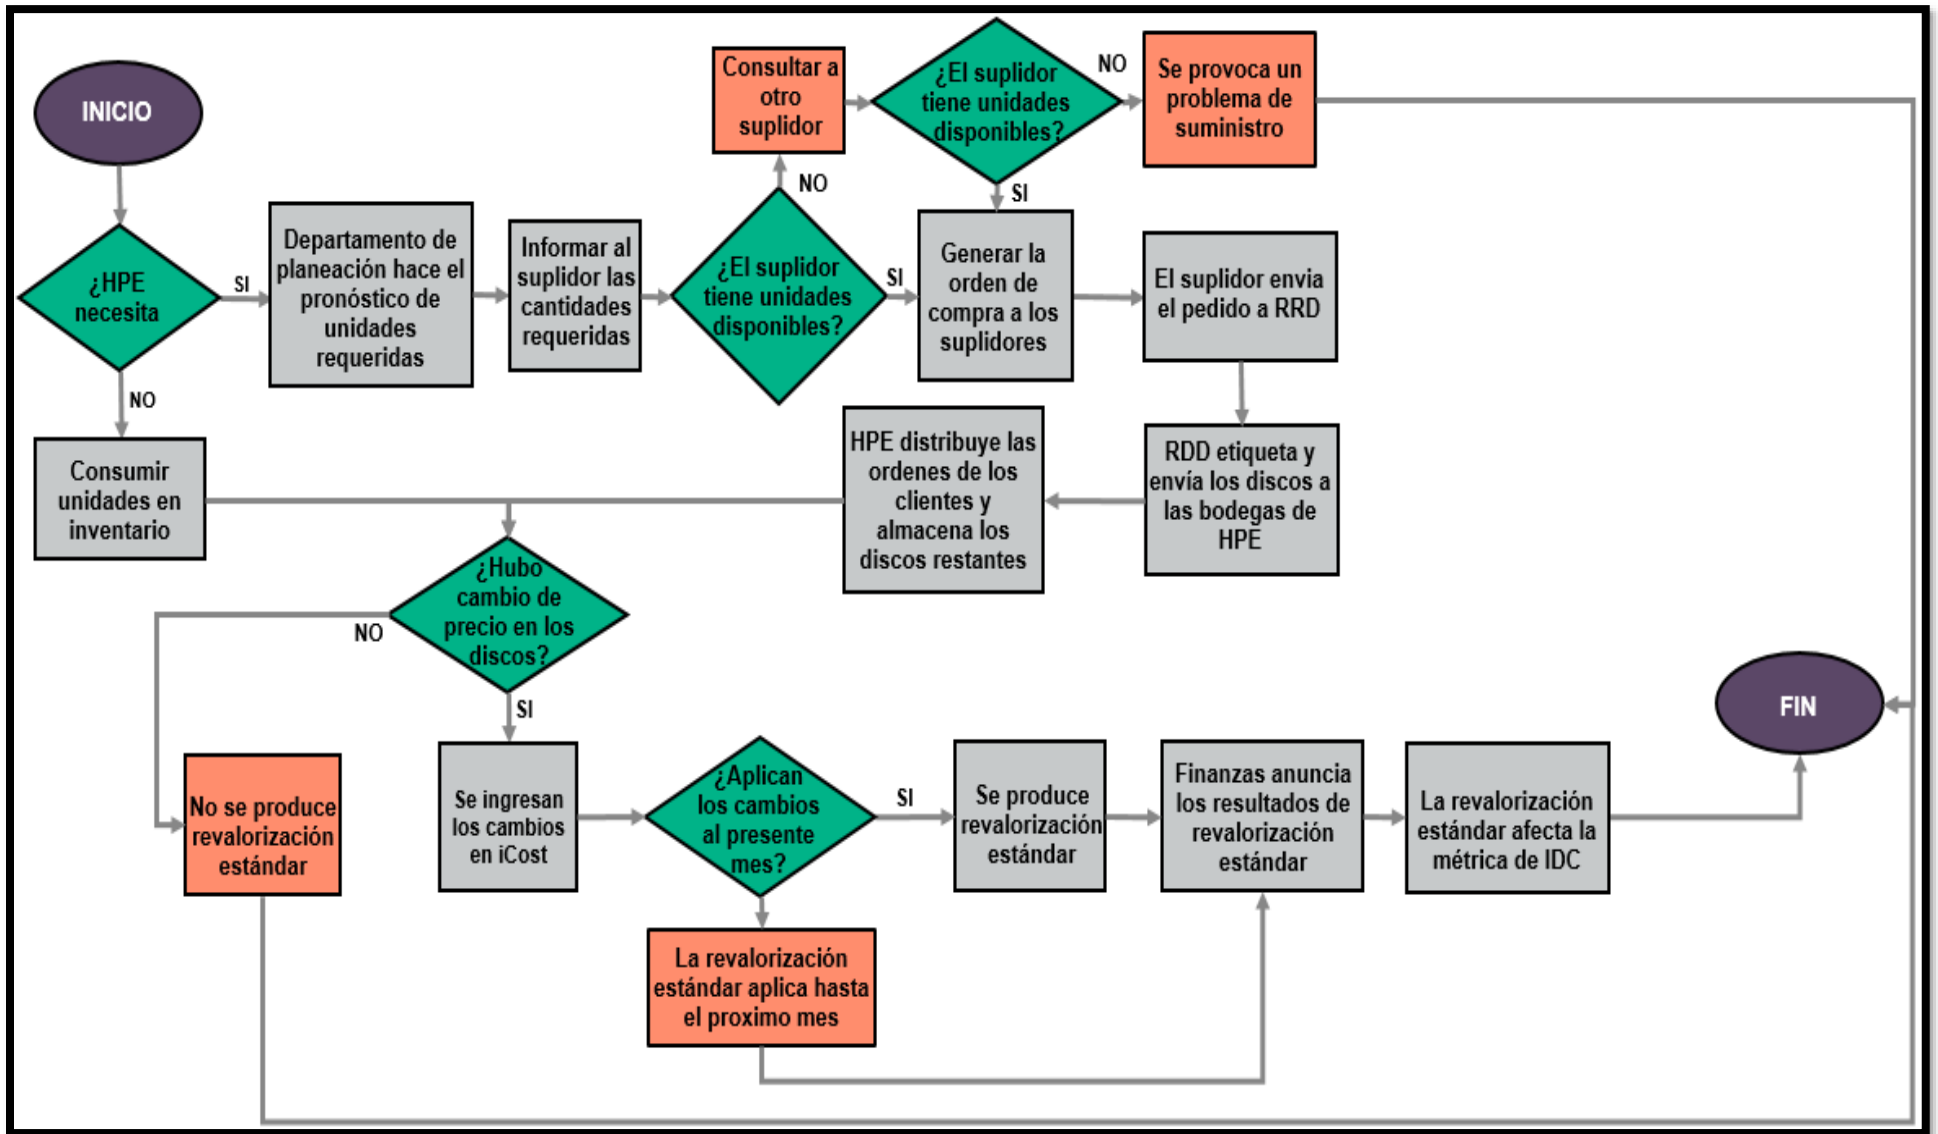 INICIO
¿HPE
necesita
SI
NO
Departamento de
planeación hace el
pronóstico de
unidades
requeridas
Informar al
suplidor las
cantidades
requeridas
¿El suplidor
tiene unidades
disponibles?
NO
SI
Consultar a
otro
suplidor
¿El suplidor
tiene unidades
disponibles?
NO
SI
Se provoca un
problema de
suministro
Generar la
orden de
compra a los
suplidores
El suplidor envia
el pedido a RRD
RDD etiqueta y
envía los discos a
las bodegas de
HPE
HPE distribuye las
ordenes de los
clientes y
almacena los
discos restantes
Consumir
unidades en
inventario
¿Hubo
cambio de
precio en los
discos?
NO
SI
No se produce
revalorización
estándar
Se ingresan
los cambios
en iCost
¿Aplican
los cambios
al presente
mes?
SI
La revalorización
estándar aplica hasta
el proximo mes
Se produce
revalorización
estándar
Finanzas anuncia
los resultados de
revalorización
estándar
La revalorización
estándar afecta la
métrica de IDC
FIN